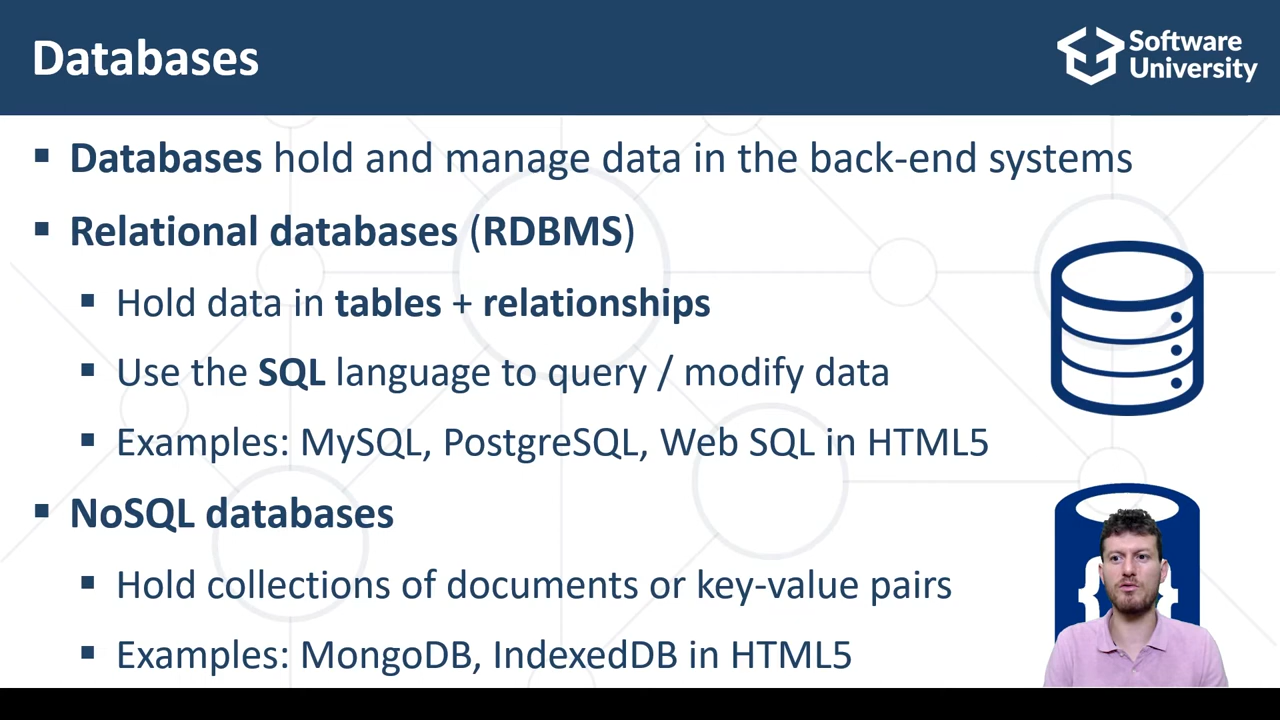 Databases
Software
University
▪ Databases hold and manage data in the back-end systems
▪ Relational databases (RDBMS)
▪ Hold data in tables + relationships
▪ Use the SQL language to query / modify data
▪ Examples: MySQL, PostgreSQL, Web SQL in HTML5
▪ NoSQL databases
▪ Hold collections of documents or key-value pairs
▪ Examples: MongoDB, IndexedDB in HTML5